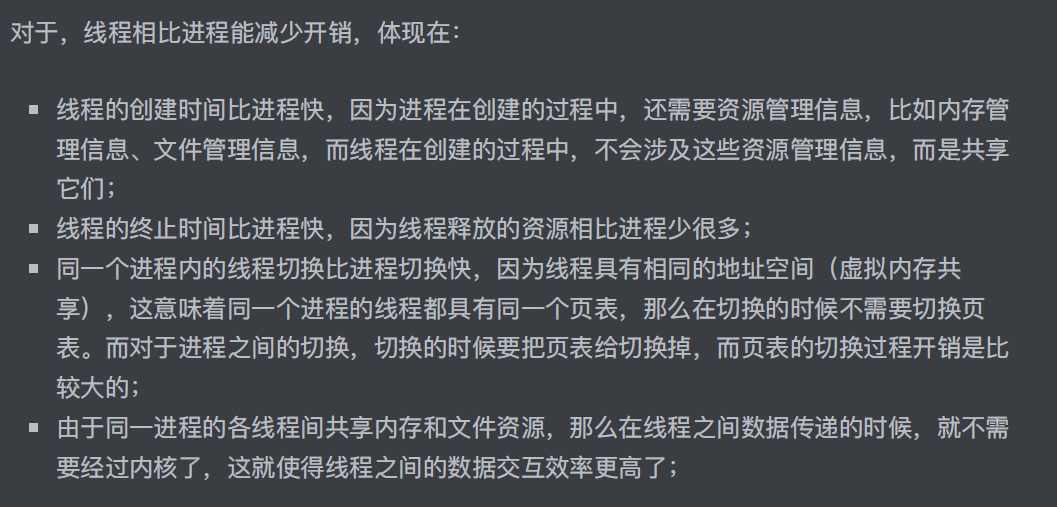 对于，线程相比进程能减少开销，体现在：
线程的创建时间比进程快，因为进程在创建的过程中，还需要资源管理信息，比如内存管
理信息、文件管理信息，而线程在创建的过程中，不会涉及这些资源管理信息，而是共享
它们；
线程的终止时间比进程快，因为线程释放的资源相比进程少很多；
同一个进程内的线程切换比进程切换快，因为线程具有相同的地址空间（虚拟内存共
享），这意味着同一个进程的线程都具有同一个页表，那么在切换的时候不需要切换页
表。而对于进程之间的切换，切换的时候要把页表给切换掉，而页表的切换过程开销是比
较大的；
由于同一进程的各线程间共享内存和文件资源，那么在线程之间数据传递的时候，就不需
要经过内核了，这就使得线程之间的数据交互效率更高了；